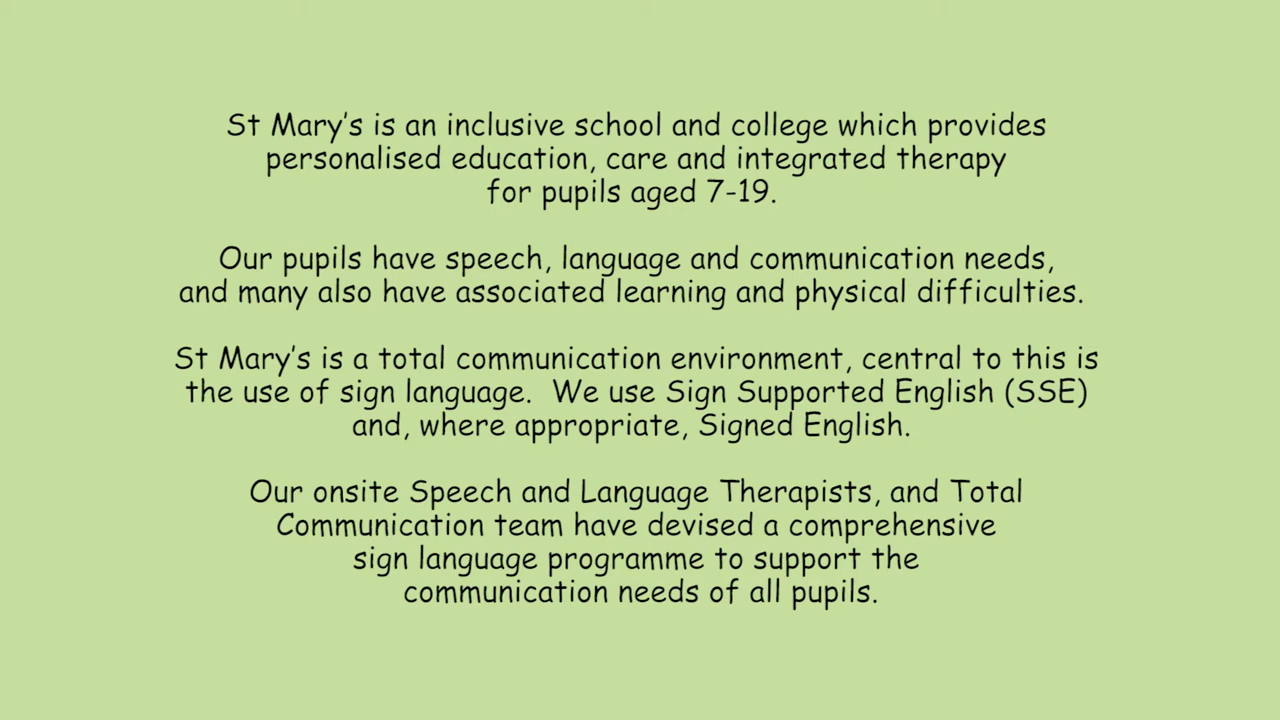 St Mary's is an inclusive school and college which provides
personalised education, care and integrated therapy
for pupils aged 7-19.
Our pupils have speech, language and communication needs,
and many also have associated learning and physical difficulties.
St Mary's is a total communication environment, central to this is
the use of sign language.  We use Sign Supported English (SSE)
and, where appropriate, Signed English.
Our onsite Speech and Language Therapists, and Total
Communication team have devised a comprehensive
sign language programme to support the
communication needs of all pupils.